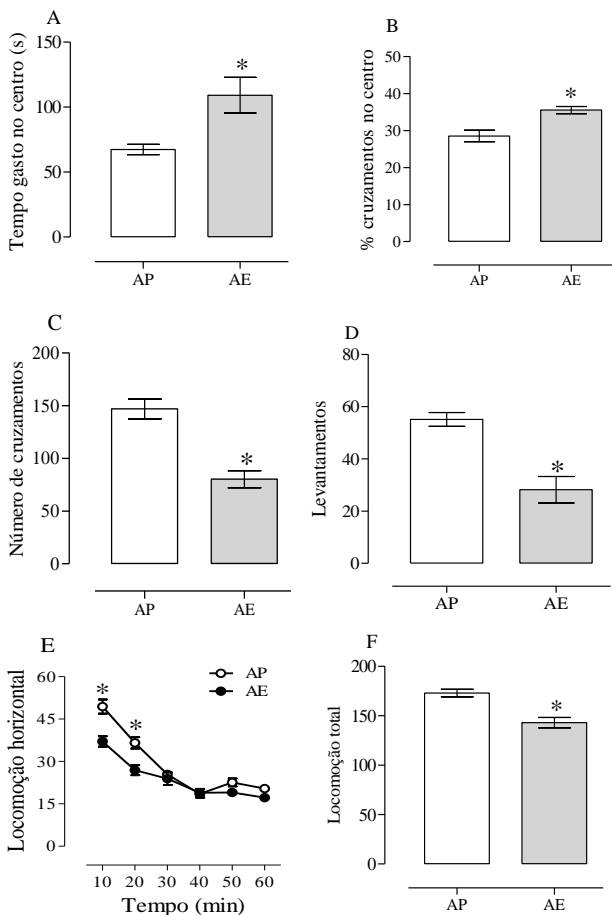 A
Tempo gasto no centro (s)
150
100
50
0
*
AP
AE
B
% cruzamentos no centro
50
40
30
20
10
0
*
AP
AE
C
Número de cruzamentos
200
150
100
50
0
*
AP
AE
D
Levantamentos
80
60
40
20
0
*
AP
AE
E
Locomoção horizontal
60
45
30
15
0
* *
AP
AE
10 20 30 40 50 60
Tempo (min)
F
Locomoção total
200
150
100
50
0
*
AP
AE